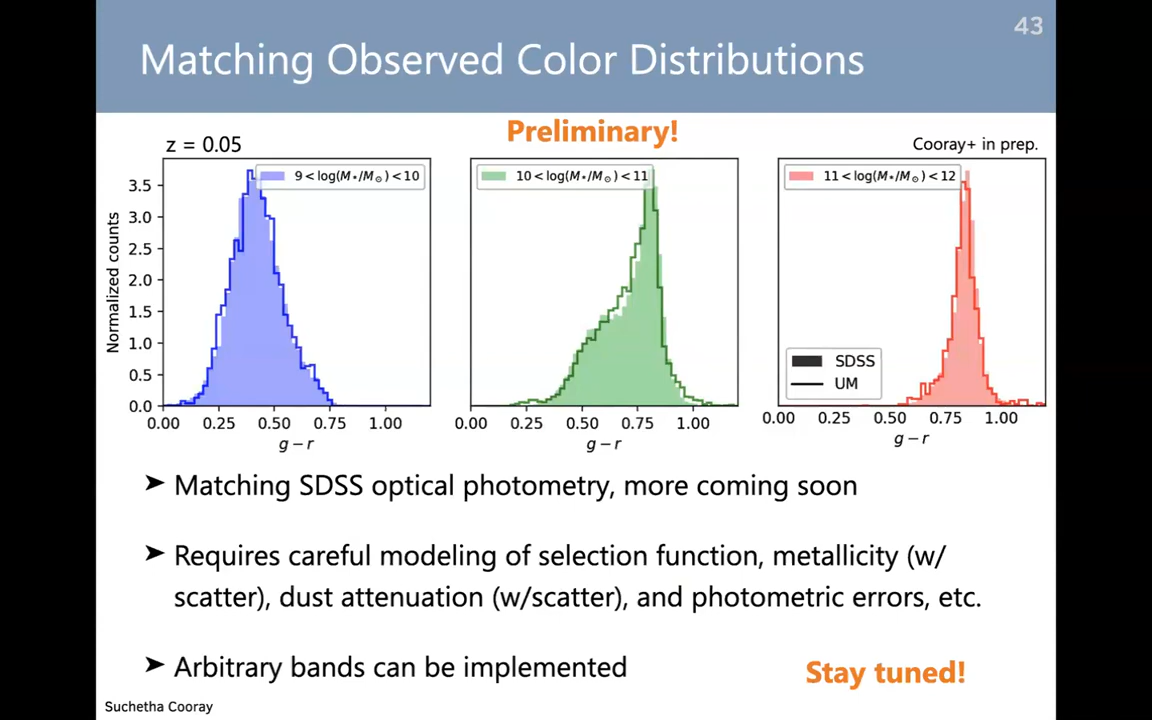 43
Matching Observed Color Distributions
Preliminary!
z = 0.05
Cooray+ in prep.
9 < log(M⋆/M⊙) < 10
10 < log(M⋆/M⊙) < 11
11 < log(M⋆/M⊙) < 12
Normalized counts
3.5
3.0
2.5
2.0
1.5
1.0
0.5
0.0
SDSS
UM
0.00 0.25 0.50 0.75 1.00
0.00 0.25 0.50 0.75 1.00
0.00 0.25 0.50 0.75 1.00
g − r
g − r
g − r
➤ Matching SDSS optical photometry, more coming soon
➤ Requires careful modeling of selection function, metallicity (w/
scatter), dust attenuation (w/scatter), and photometric errors, etc.
➤ Arbitrary bands can be implemented
Stay tuned!
Suchetha Cooray